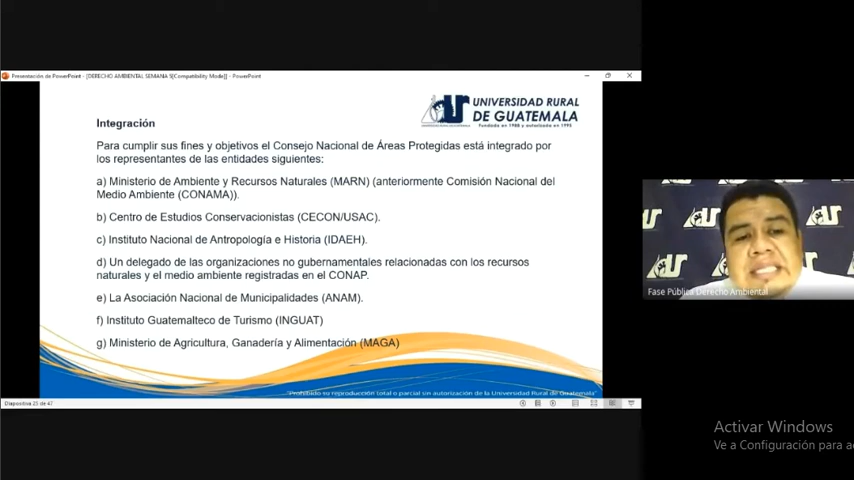 Presentación de PowerPoint - [DERECHO AMBIENTAL SEMANA 5[Compatibility Mode]] - PowerPoint
UNIVERSIDAD RURAL
DE GUATEMALA
Fundada en 1988 y autorizada en 1995
Integración
Para cumplir sus fines y objetivos el Consejo Nacional de Áreas Protegidas está integrado por
los representantes de las entidades siguientes:
a) Ministerio de Ambiente y Recursos Naturales (MARN) (anteriormente Comisión Nacional del
Medio Ambiente (CONAMA)).
b) Centro de Estudios Conservacionistas (CECON/USAC).
c) Instituto Nacional de Antropología e Historia (IDAEH).
d) Un delegado de las organizaciones no gubernamentales relacionadas con los recursos
naturales y el medio ambiente registradas en el CONAP.
e) La Asociación Nacional de Municipalidades (ANAM).
f) Instituto Guatemalteco de Turismo (INGUAT)
g) Ministerio de Agricultura, Ganadería y Alimentación (MAGA)
"Prohibido su reproducción total o parcial sin autorización de la Universidad Rural de Guatemala"
Diapositiva 25 de 47
Fase Pública Derecho Ambiental
Activar Windows
Ve a Configuración para a